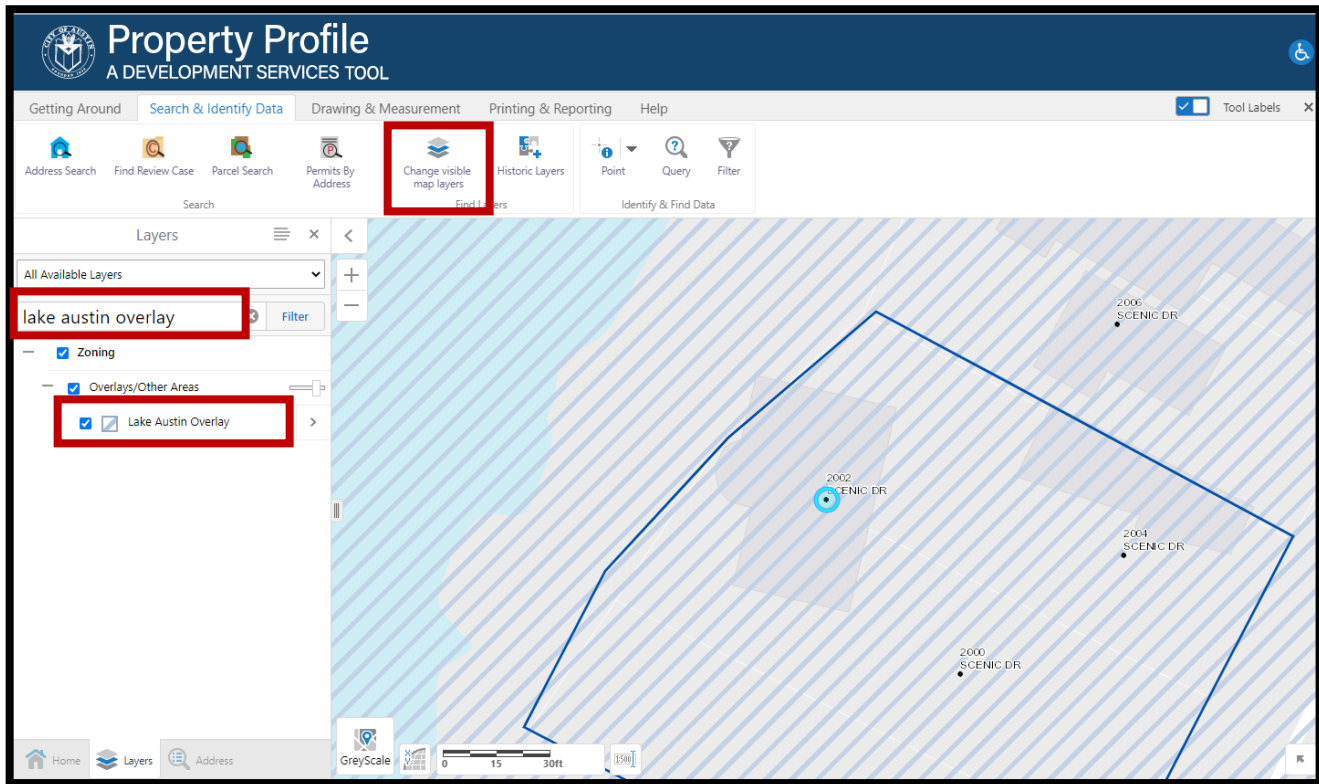 Property Profile
A DEVELOPMENT SERVICES TOOL
Getting Around
Search & Identify Data
Drawing & Measurement
Printing & Reporting
Help
Tool Labels
Address Search
Find Review Case
Parcel Search
Permits By
Address
Change visible
map layers
Historic Layers
Point
Query
Filter
Search
Find Layers
Identify & Find Data
Layers
All Available Layers
lake austin overlay
Filter
Zoning
Overlays/Other Areas
Lake Austin Overlay
2006
SCENIC DR
2002
SCENIC DR
2004
SCENIC DR
2000
SCENIC DR
Home
Layers
Address
GreyScale
0 15 30ft
1:500